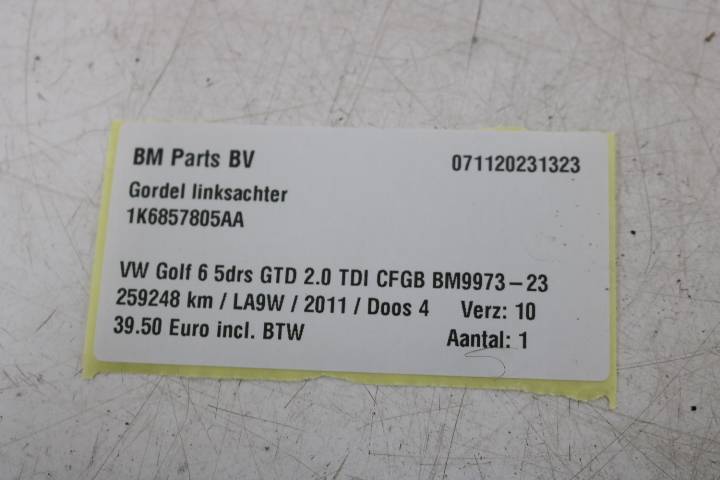 BM Parts BV 071120231323
Gordel linksachter
1K6857805AA
VW Golf 6 5drs GTD 2.0 TDI CFGB BM9973-23
259248 km / LA9W / 2011 / Doos 4 Verz: 10
39.50 Euro incl. BTW Aantal: 1